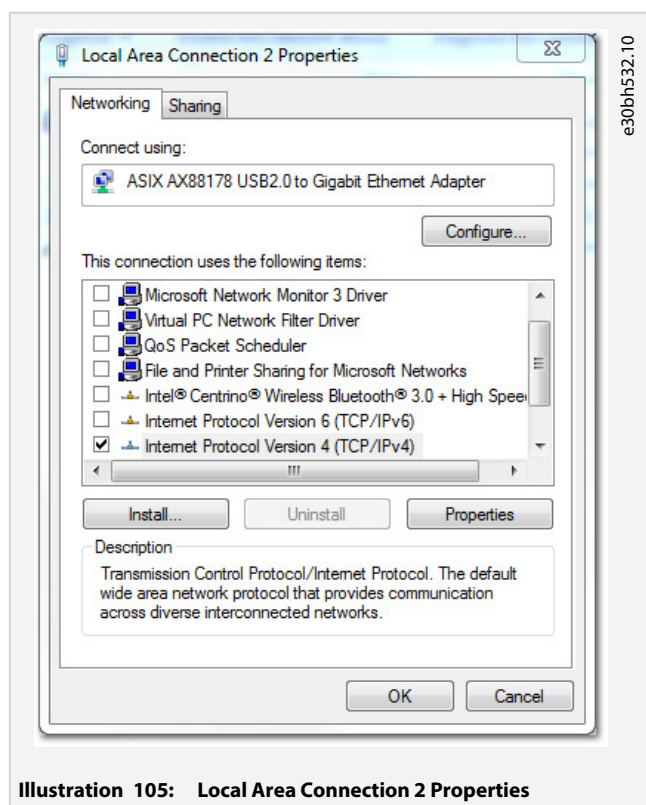 Local Area Connection 2 Properties
Networking
Sharing
Connect using:
ASIX AX88178 USB2.0 to Gigabit Ethernet Adapter
Configure...
This connection uses the following items:
Microsoft Network Monitor 3 Driver
Virtual PC Network Filter Driver
QoS Packet Scheduler
File and Printer Sharing for Microsoft Networks
Intel® Centrino® Wireless Bluetooth® 3.0 + High Spee
Internet Protocol Version 6 (TCP/IPv6)
Internet Protocol Version 4 (TCP/IPv4)
Install...
Uninstall
Properties
Description
Transmission Control Protocol/Internet Protocol. The default
wide area network protocol that provides communication
across diverse interconnected networks.
OK
Cancel
e30bh532.10
Illustration 105: Local Area Connection 2 Properties